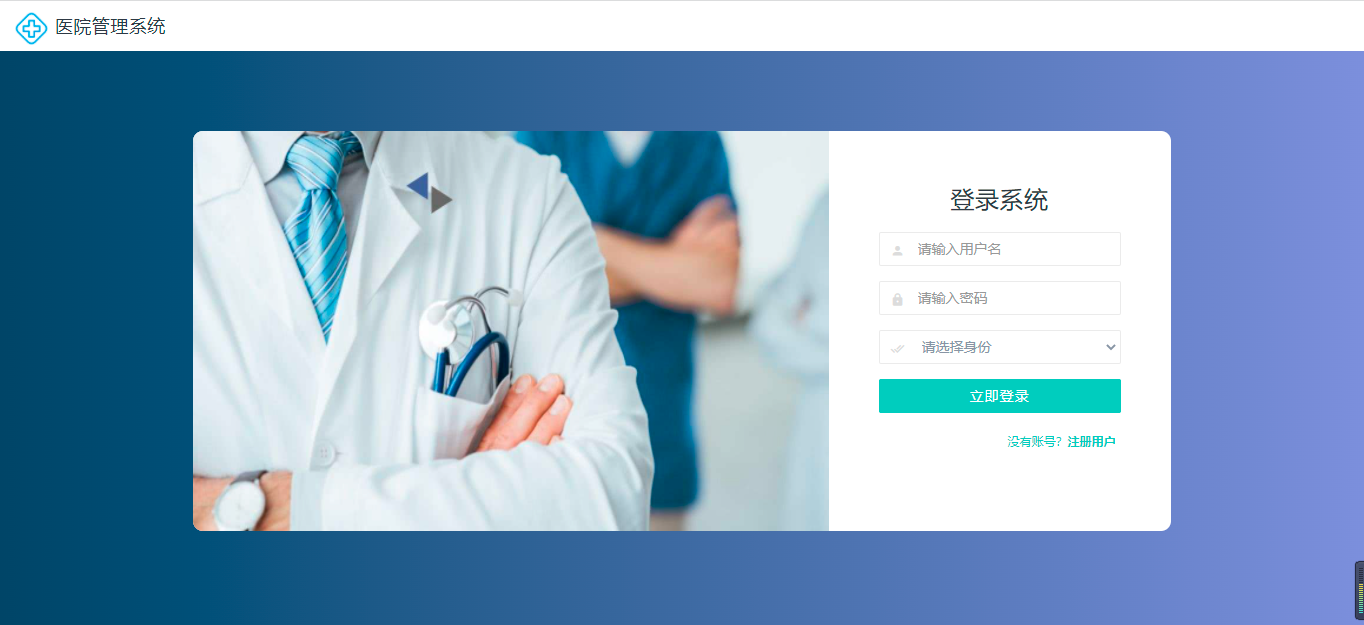 医院管理系统
登录系统
请输入用户名
请输入密码
请选择身份
立即登录
没有账号? 注册用户